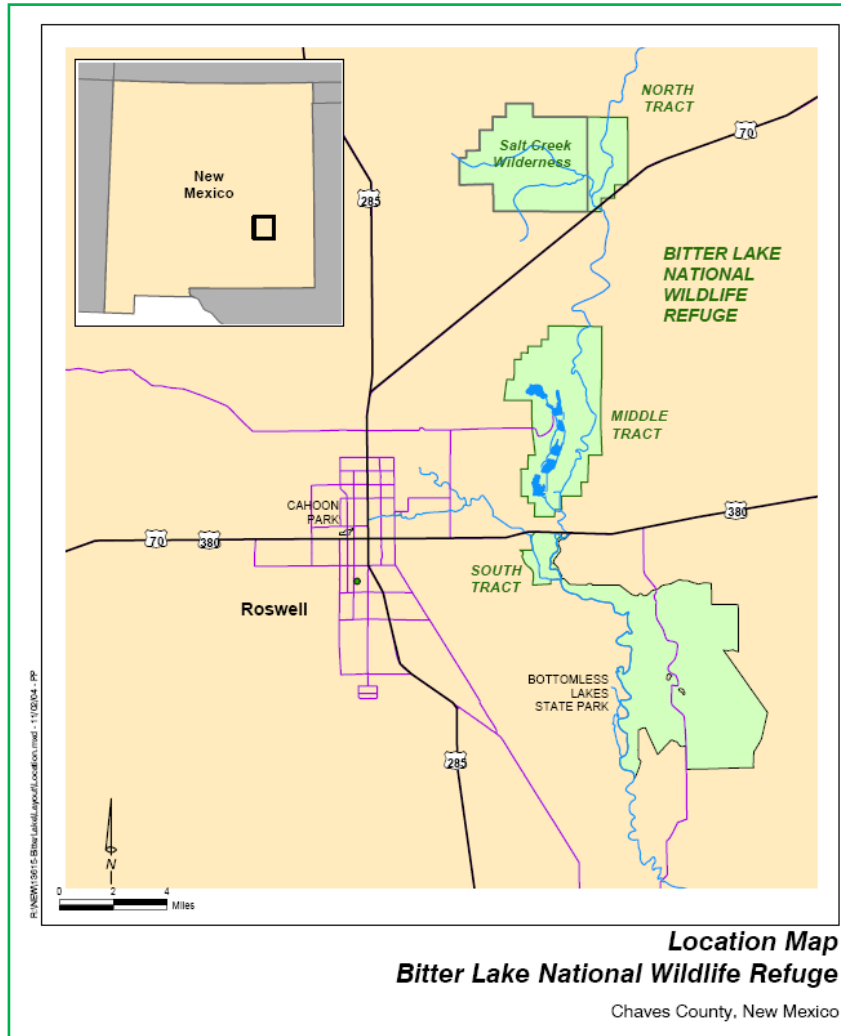 NORTH
TRACT
70
Salt Creek
Wilderness
New
Mexico
285
BITTER LAKE
NATIONAL
WILDLIFE
REFUGE
MIDDLE
TRACT
CAHOON
PARK
380
70
380
SOUTH
TRACT
Roswell
BOTTOMLESS
LAKES
STATE PARK
285
N
0 2 4
Miles
Location Map
Bitter Lake National Wildlife Refuge
Chaves County, New Mexico